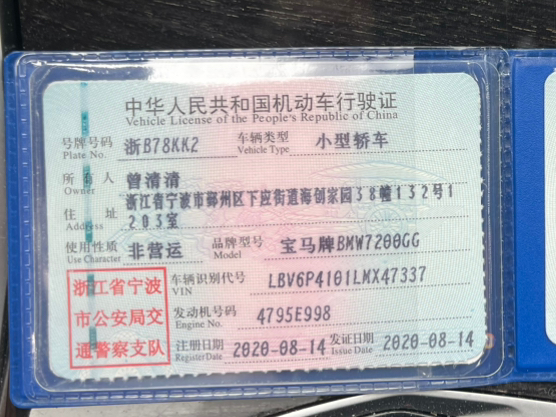 中华人民共和国机动车行驶证
Vehicle License of the People's Republic of China
号牌号码 浙B78KK2 车辆类型 小型轿车
Plate No. Vehicle Type
所有人 曾清清
Owner
住址 浙江省宁波市鄞州区下应街道海创家园38幢132号1
Address 203室
使用性质 非营运 品牌型号 宝马牌BMW7200GG
Use Character Model
浙江省宁波
市公安局交
通警察支队
车辆识别代号 LBV6P4101LMX47337
VIN
发动机号码 4795E998
Engine No.
注册日期 2020-08-14 发证日期 2020-08-14
Register Date Issue Date